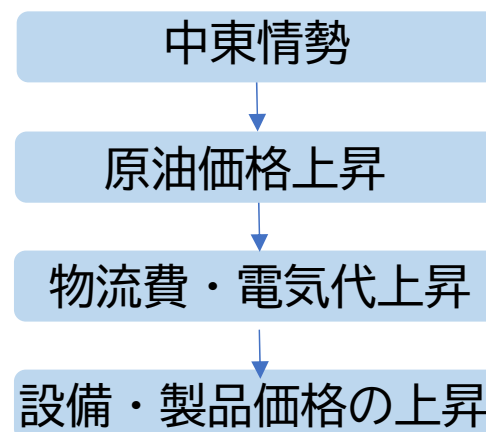 中東情勢
原油価格上昇
物流費・電気代上昇
設備・製品価格の上昇